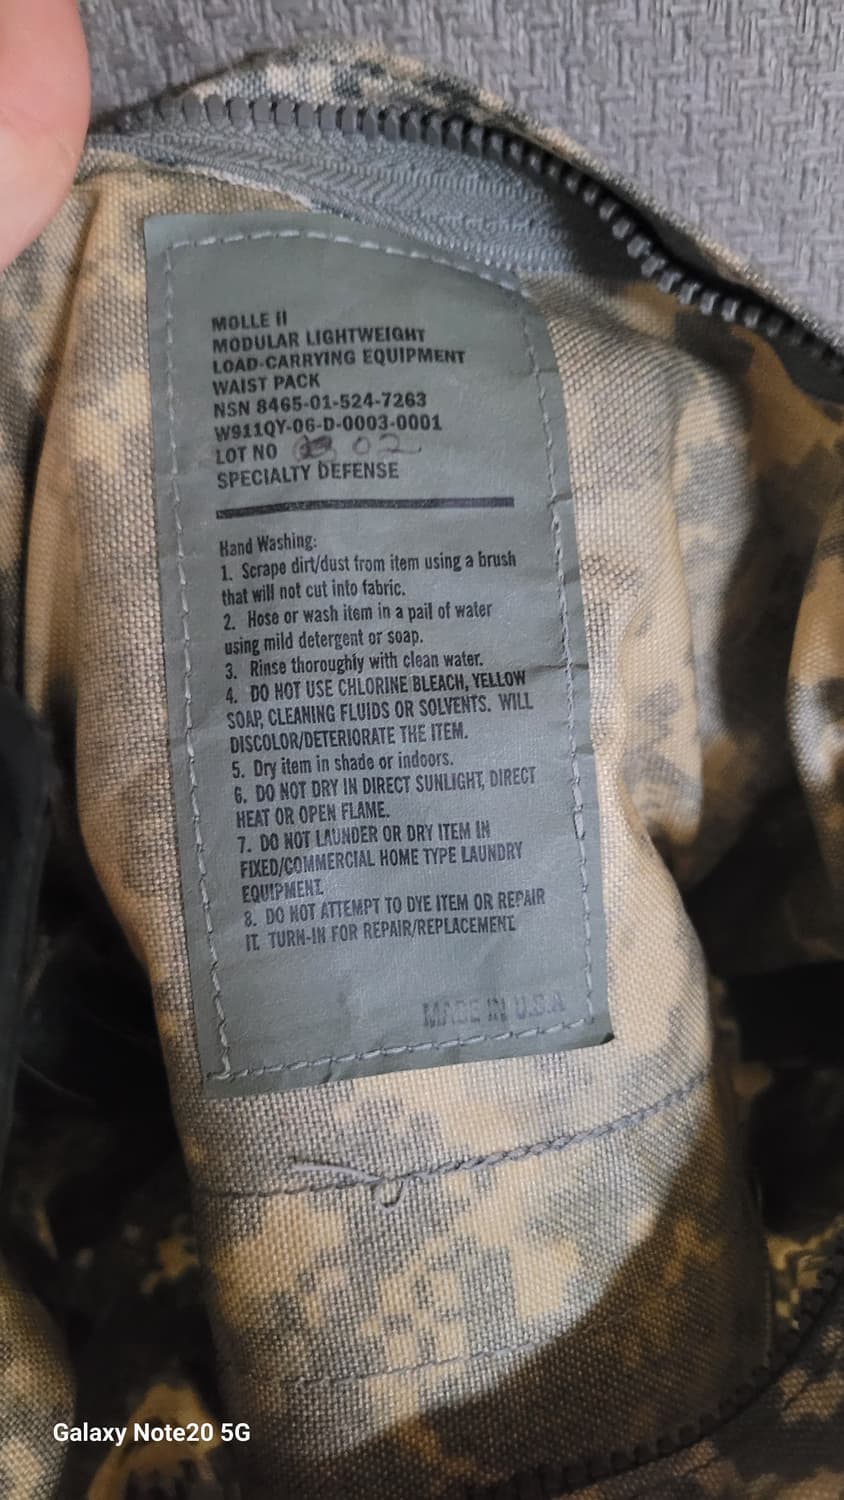 MOLLE II
MODULAR LIGHTWEIGHT
LOAD-CARRYING EQUIPMENT
WAIST PACK
NSN 8465-01-524-7263
W911QY-06-D-0003-0001
LOT NO 02
SPECIALTY DEFENSE
Hand Washing:
1. Scrape dirt/dust from item using a brush
that will not cut into fabric.
2. Hose or wash item in a pail of water
using mild detergent or soap.
3. Rinse thoroughly with clean water.
4. DO NOT USE CHLORINE BLEACH, YELLOW
SOAP, CLEANING FLUIDS OR SOLVENTS. WILL
DISCOLOR/DETERIORATE THE ITEM.
5. Dry item in shade or indoors.
6. DO NOT DRY IN DIRECT SUNLIGHT, DIRECT
HEAT OR OPEN FLAME.
7. DO NOT LAUNDER OR DRY ITEM IN
FIXED/COMMERCIAL HOME TYPE LAUNDRY
EQUIPMENT.
8. DO NOT ATTEMPT TO DYE ITEM OR REPAIR
IT. TURN-IN FOR REPAIR/REPLACEMENT
MADE IN U.S.A
Galaxy Note20 5G